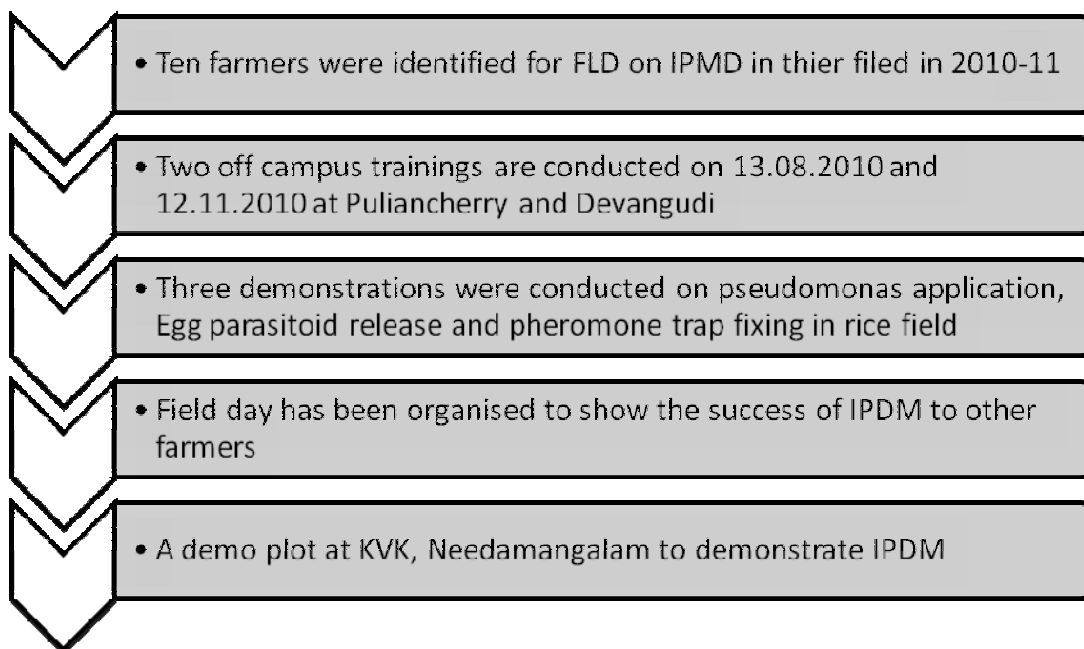 • Ten farmers were identified for FLD on IPMD in thier filed in 2010-11
• Two off campus trainings are conducted on 13.08.2010 and
12.11.2010 at Puliancherry and Devangudi
• Three demonstrations were conducted on pseudomonas application,
Egg parasitoid release and pheromone trap fixing in rice field
• Field day has been organised to show the success of IPDM to other
farmers
• A demo plot at KVK, Needamangalam to demonstrate IPDM